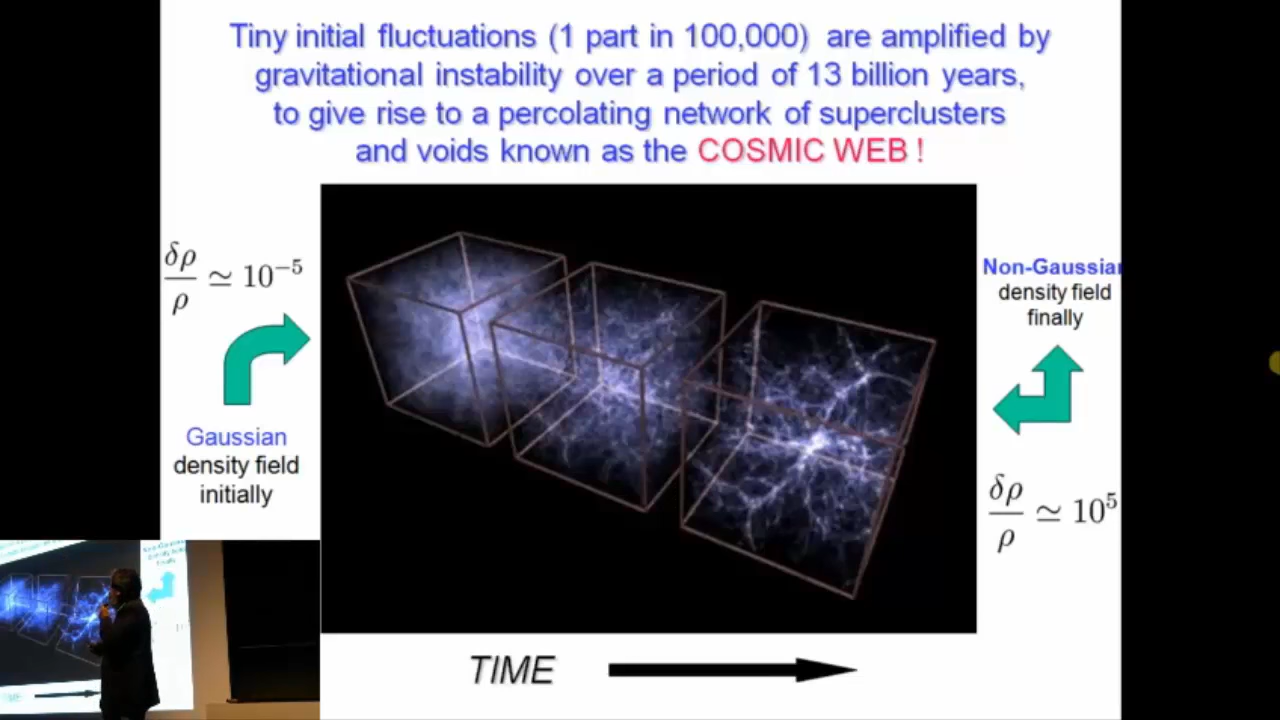 Tiny initial fluctuations (1 part in 100,000) are amplified by
gravitational instability over a period of 13 billion years,
to give rise to a percolating network of superclusters
and voids known as the COSMIC WEB !
δρ/ρ ≃ 10⁻⁵
Gaussian
density field
initially
Non-Gaussian
density field
finally
δρ/ρ ≃ 10⁵
TIME